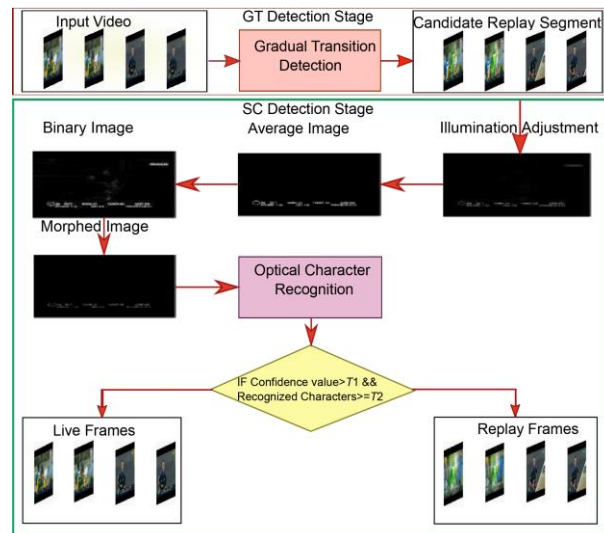 GT Detection Stage
Input Video
Gradual Transition
Detection
Candidate Replay Segment
SC Detection Stage
Binary Image
Average Image
Illumination Adjustment
Morphed Image
Optical Character
Recognition
IF Confidence value>T1 &&
Recognized Characters>=T2
Live Frames
Replay Frames